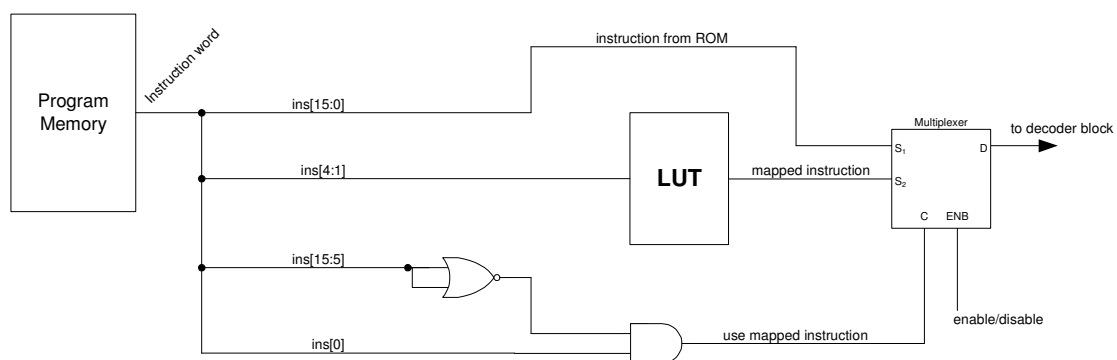 Program
Memory
Instruction word
instruction from ROM
ins[15:0]
Multiplexer
to decoder block
S1
D
ins[4:1]
LUT
mapped instruction
S2
C ENB
ins[15:5]
enable/disable
use mapped instruction
ins[0]